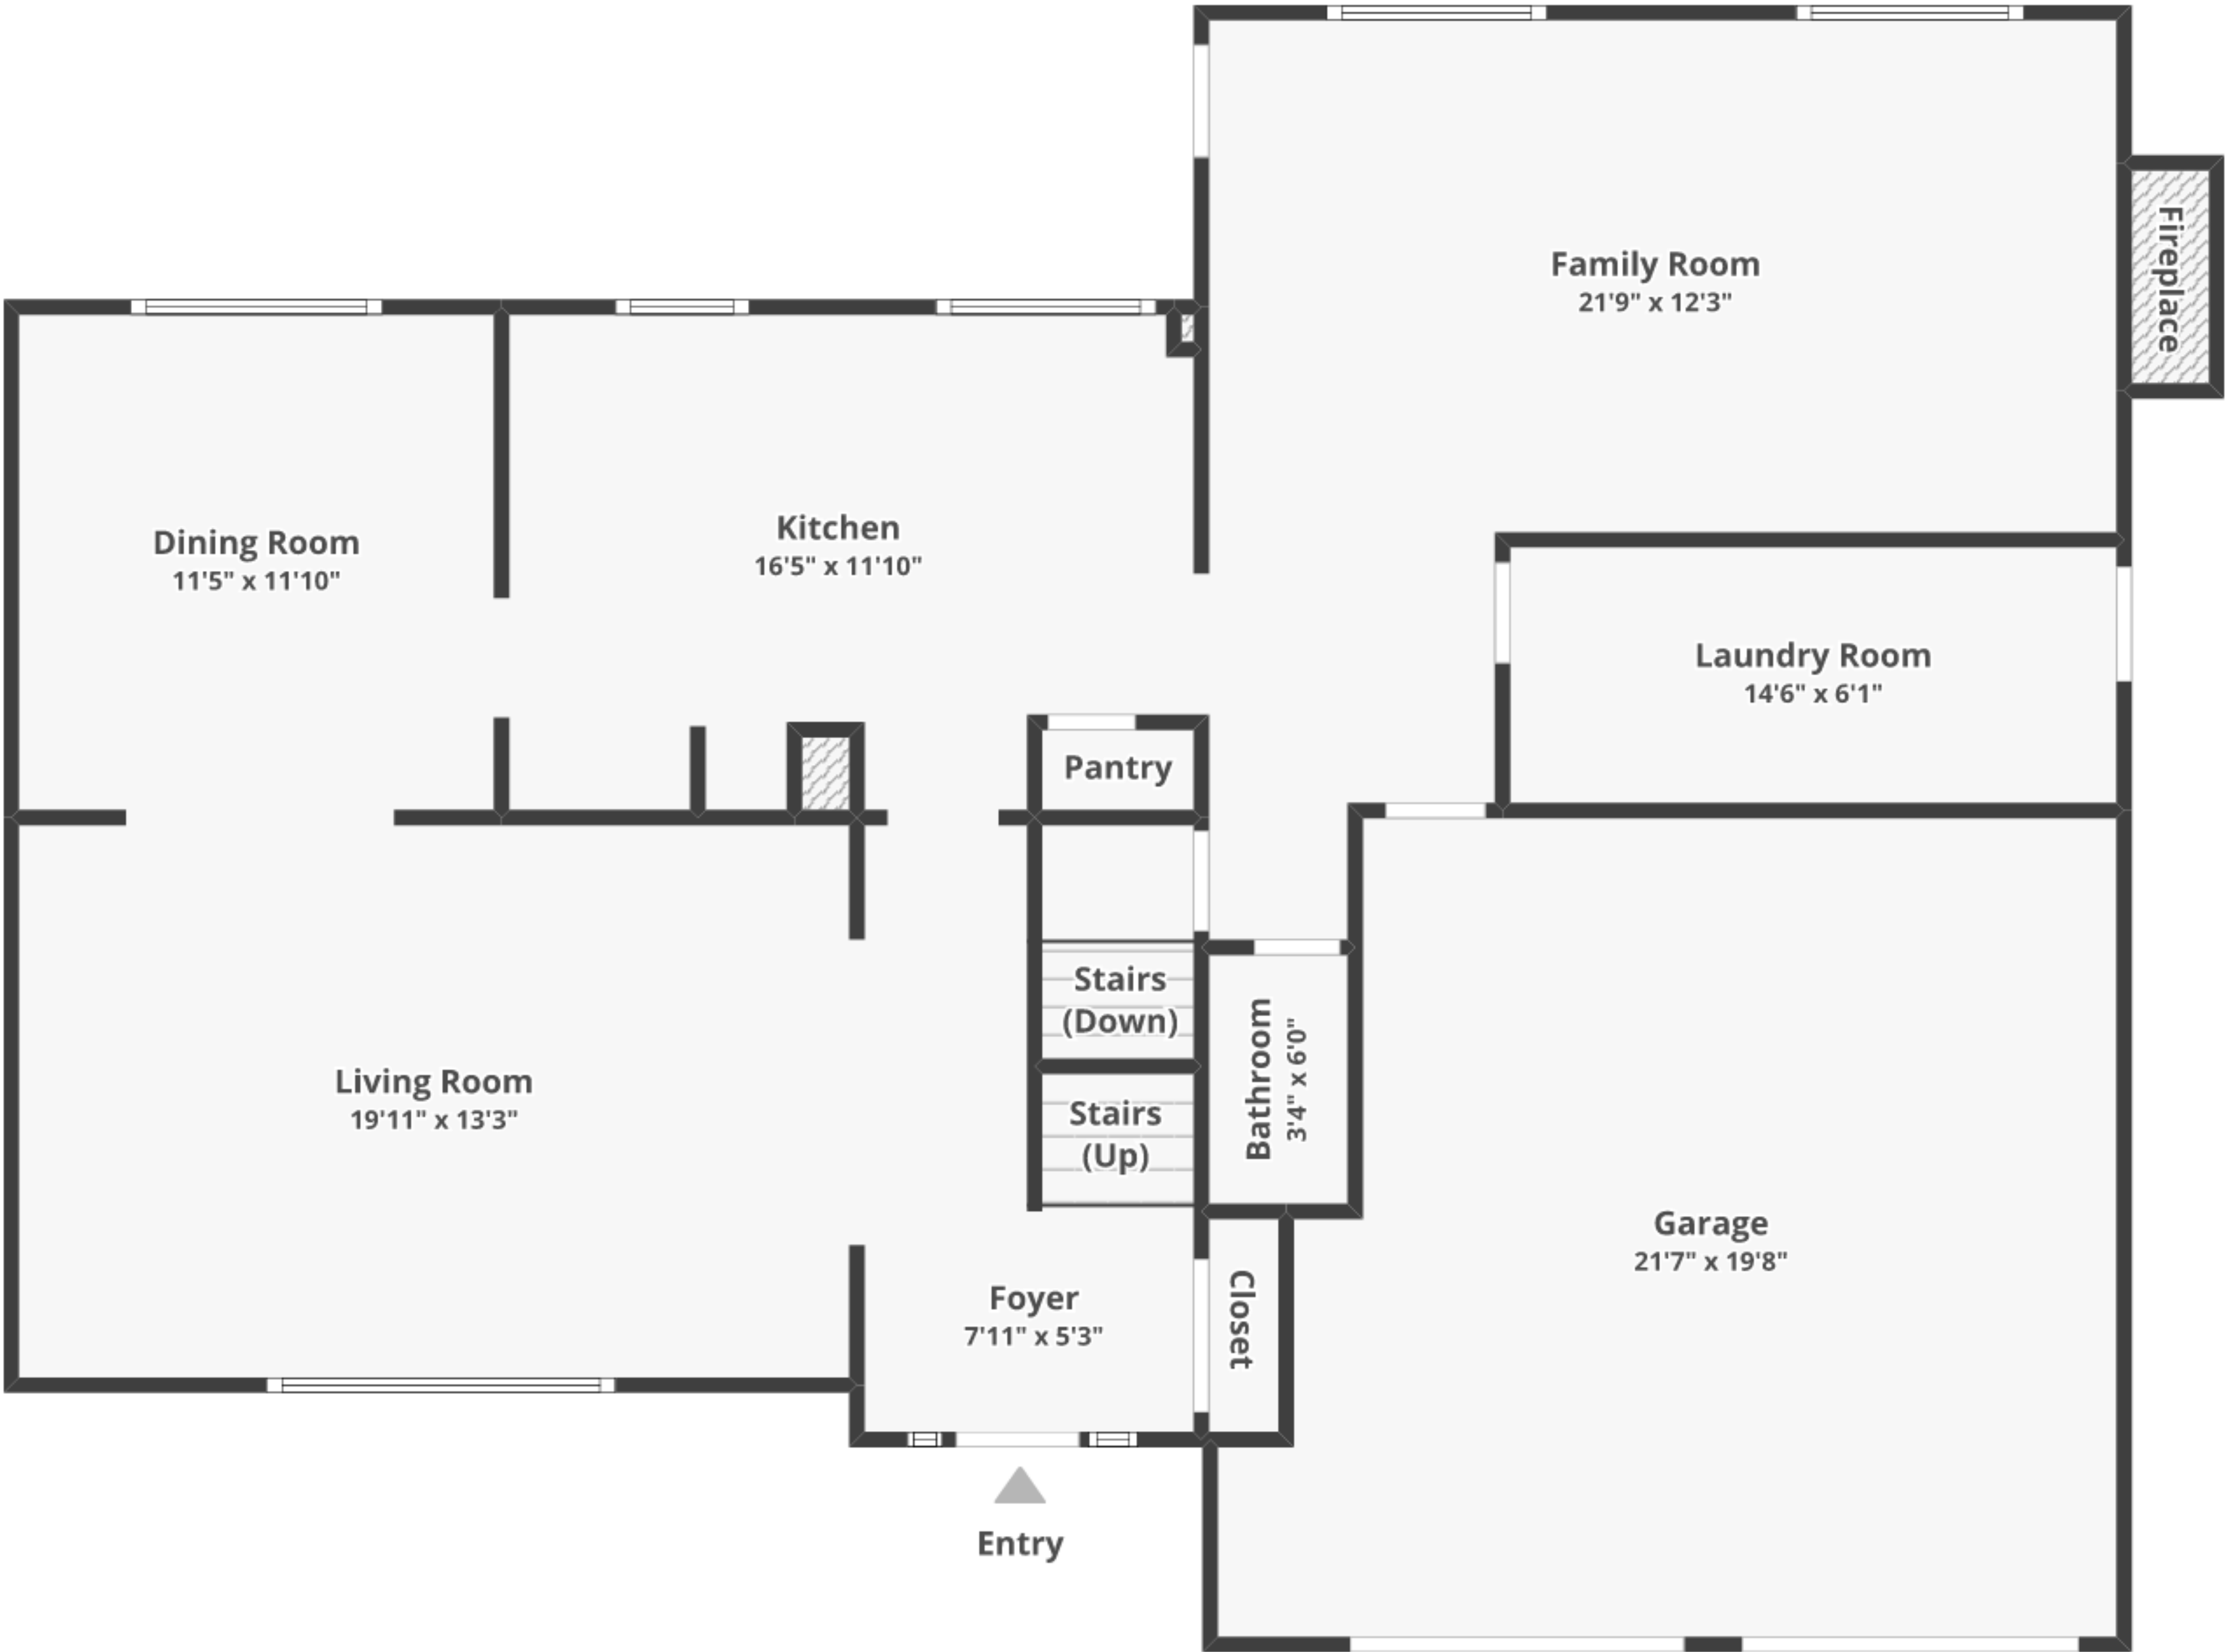 Family Room
21'9" x 12'3"
Fireplace
Dining Room
11'5" x 11'10"
Kitchen
16'5" x 11'10"
Laundry Room
14'6" x 6'1"
Pantry
Stairs
(Down)
Stairs
(Up)
Bathroom
3'4" x 6'0"
Living Room
19'11" x 13'3"
Garage
21'7" x 19'8"
Foyer
7'11" x 5'3"
Closet
Entry